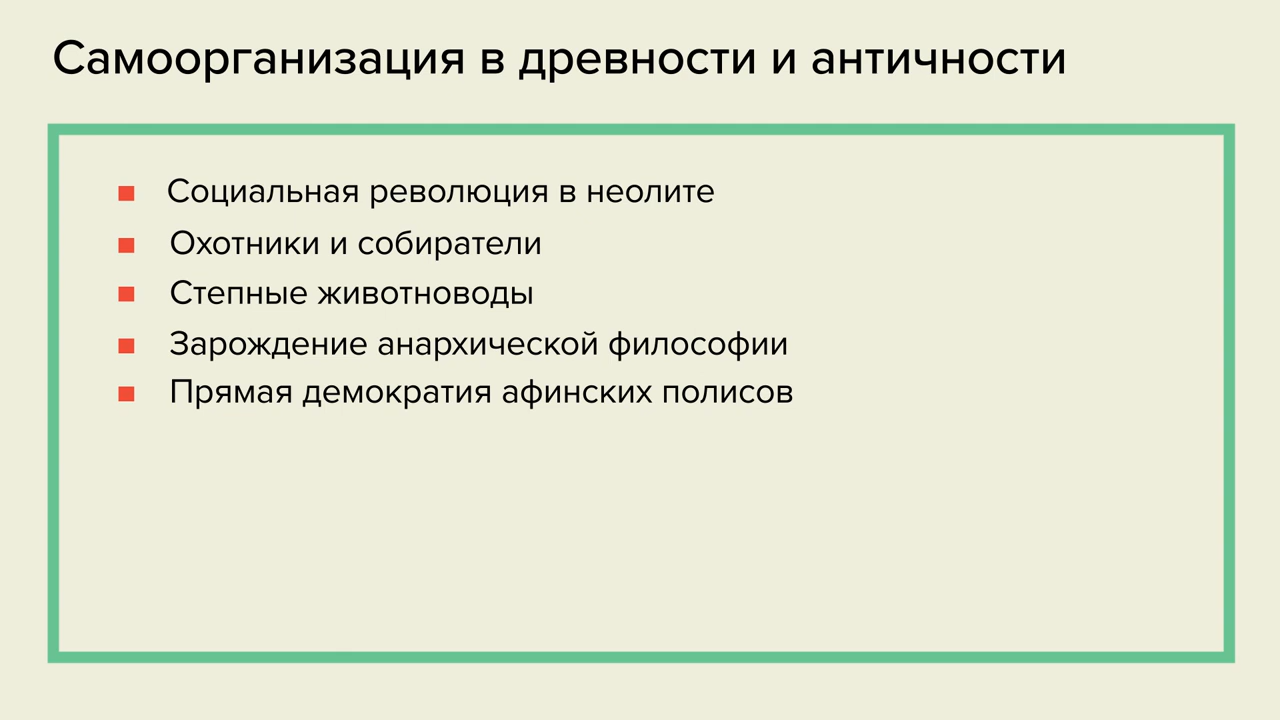 Самоорганизация в древности и античности
Социальная революция в неолите
Охотники и собиратели
Степные животноводы
Зарождение анархической философии
Прямая демократия афинских полисов